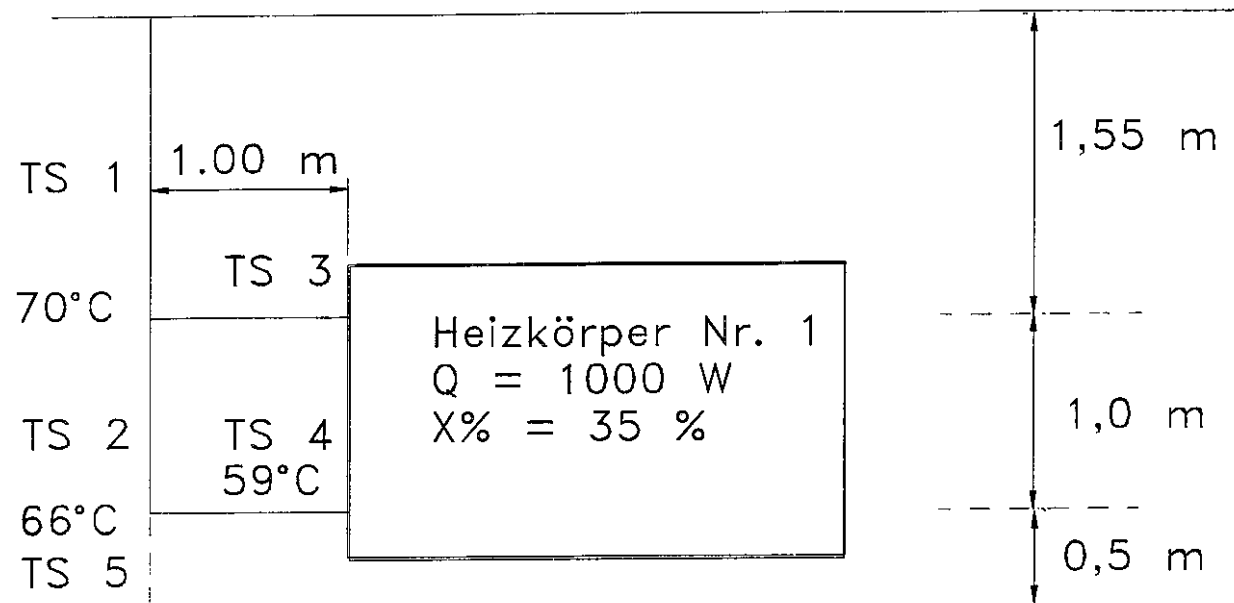 1,55 m
1.00 m
TS 1
TS 3
70°C
Heizkörper Nr. 1
Q = 1000 W
X% = 35 %
1,0 m
TS 2
TS 4
59°C
66°C
TS 5
0,5 m